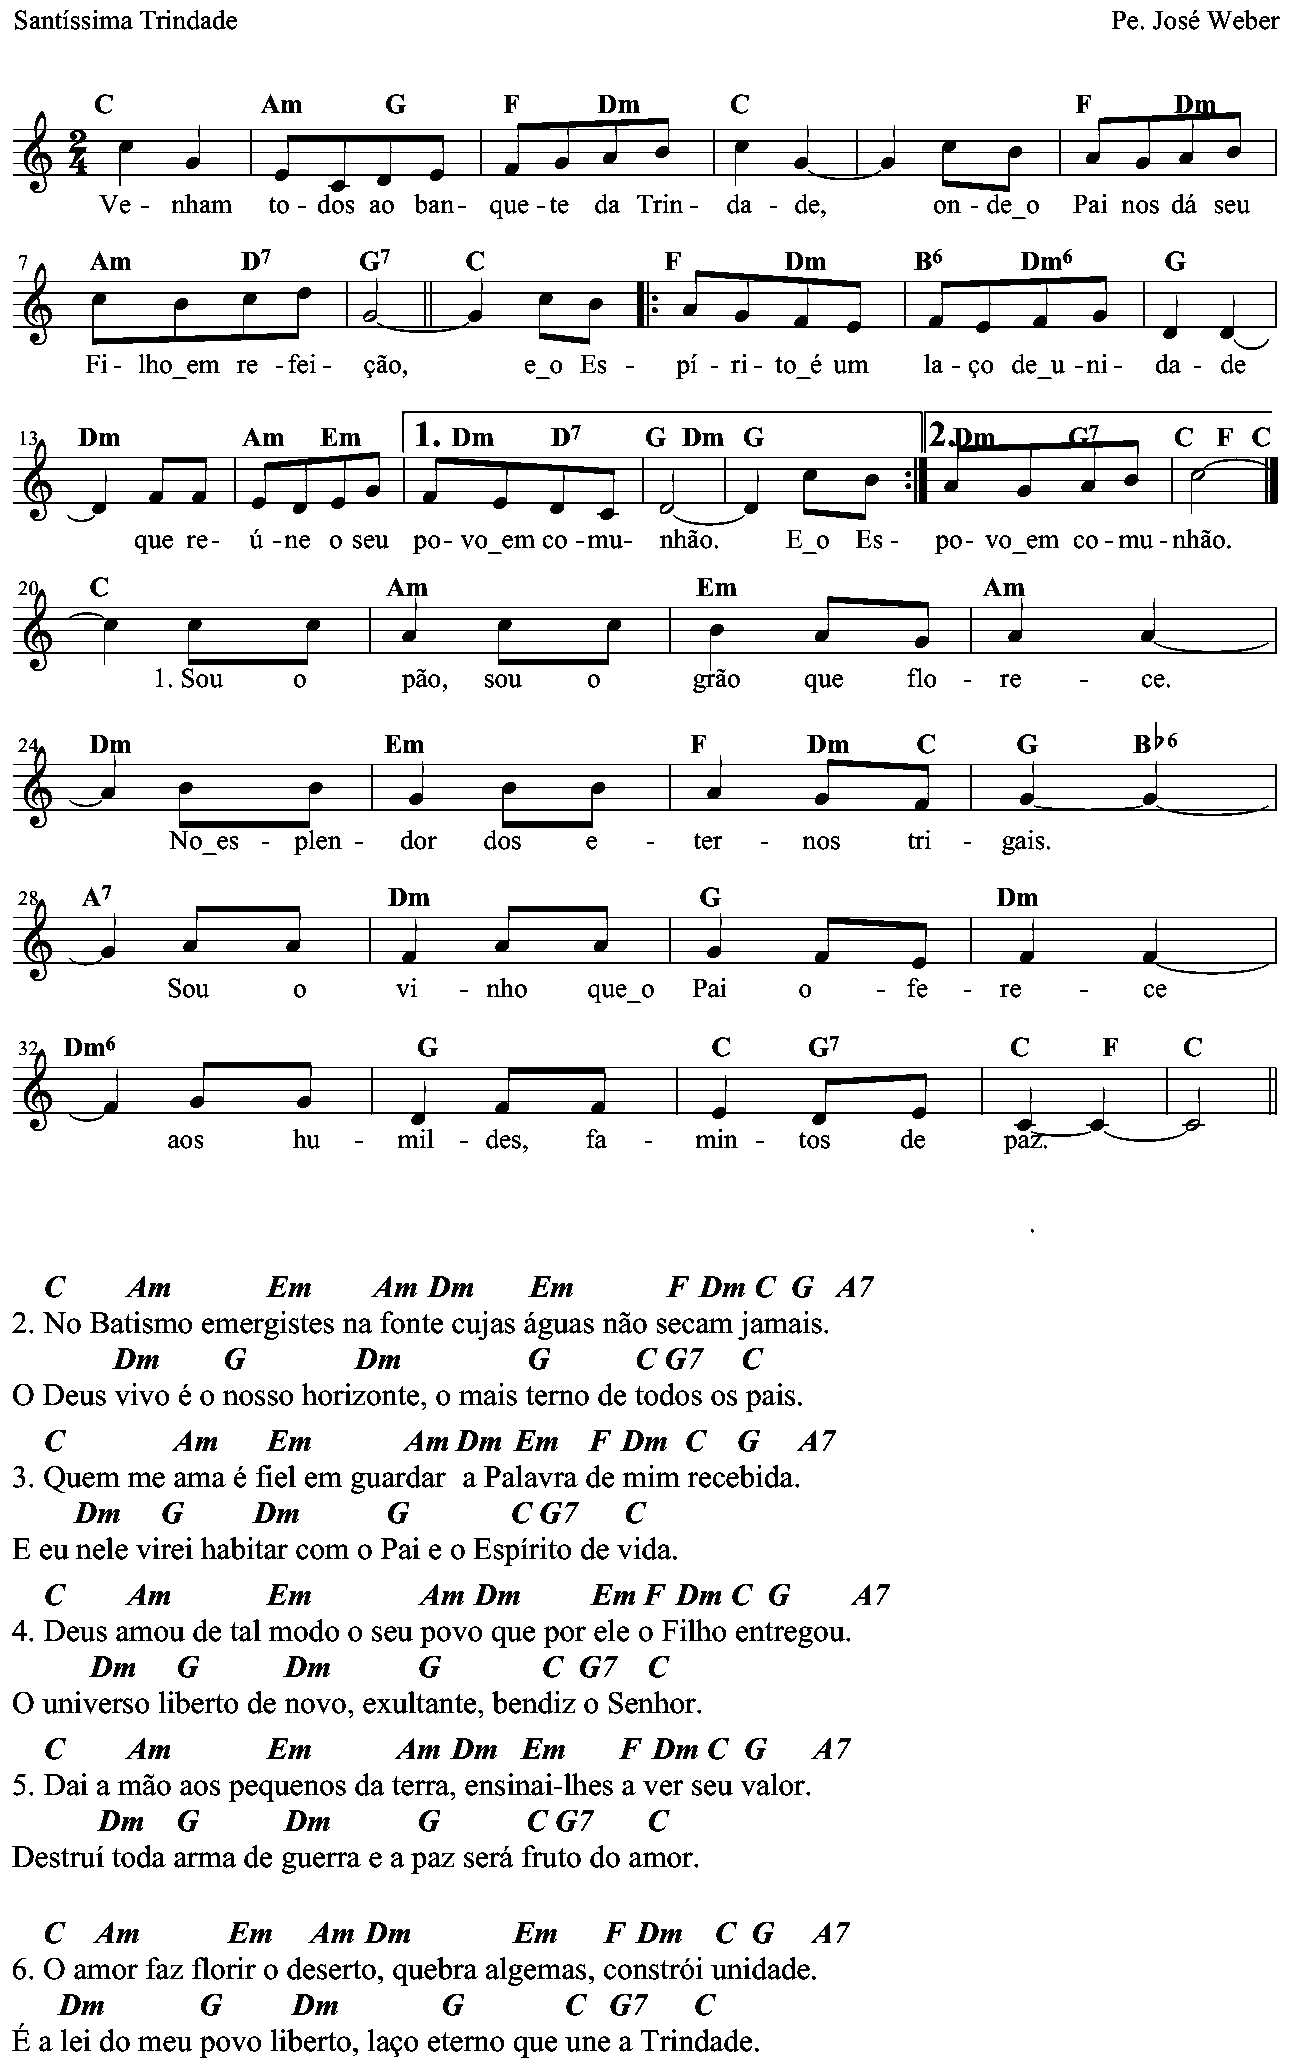 Santíssima Trindade
Pe. José Weber
C Am G F Dm C F Dm
2/4
Ve - nham to - dos ao ban - que - te da Trin - da - de, on - de_o Pai nos dá seu
7 Am D7 G7 C F Dm B6 Dm6 G
Fi - lho_em re - fei - ção, e_o Es - pí - ri - to_é um la - ço de_u - ni - da - de
13 Dm Am Em 1. Dm D7 G Dm G 2. Dm G7 C F C
que re - ú - ne o seu po - vo_em co - mu - nhão. E_o Es - po - vo_em co - mu - nhão.
20 C Am Em Am
1. Sou o pão, sou o grão que flo - re - ce.
24 Dm Em F Dm C G B♭6
No_es - plen - dor dos e - ter - nos tri - gais.
28 A7 Dm G Dm
Sou o vi - nho que_o Pai o - fe - re - ce
32 Dm6 G C G7 C F C
aos hu - mil - des, fa - min - tos de paz.
C Am Em Am Dm Em F Dm C G A7
2. No Batismo emergistes na fonte cujas águas não secam jamais.
Dm G Dm G C G7 C
O Deus vivo é o nosso horizonte, o mais terno de todos os pais.
C Am Em Am Dm Em F Dm C G A7
3. Quem me ama é fiel em guardar a Palavra de mim recebida.
Dm G Dm G C G7 C
E eu nele virei habitar com o Pai e o Espírito de vida.
C Am Em Am Dm Em F Dm C G A7
4. Deus amou de tal modo o seu povo que por ele o Filho entregou.
Dm G Dm G C G7 C
O universo liberto de novo, exultante, bendiz o Senhor.
C Am Em Am Dm Em F Dm C G A7
5. Dai a mão aos pequenos da terra, ensinai-lhes a ver seu valor.
Dm G Dm G C G7 C
Destruí toda arma de guerra e a paz será fruto do amor.
C Am Em Am Dm Em F Dm C G A7
6. O amor faz florir o deserto, quebra algemas, constrói unidade.
Dm G Dm G C G7 C
É a lei do meu povo liberto, laço eterno que une a Trindade.